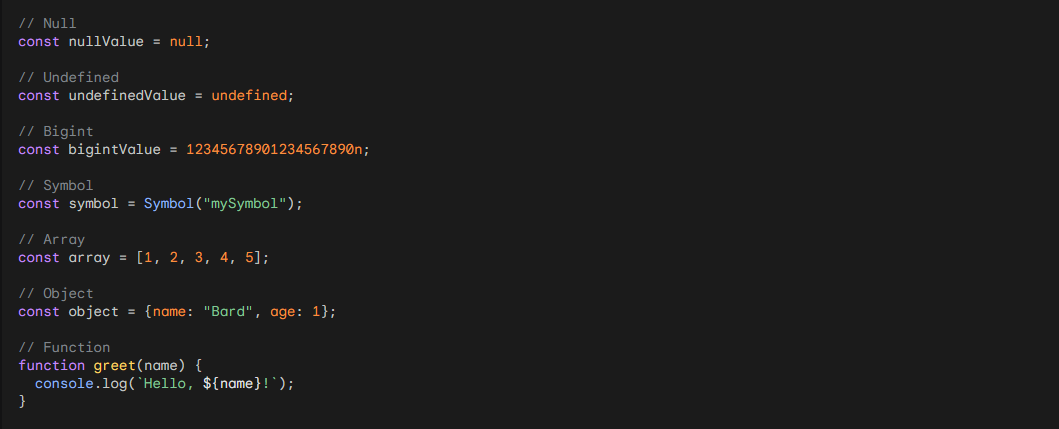 // Null
const nullValue = null;
// Undefined
const undefinedValue = undefined;
// Bigint
const bigintValue = 12345678901234567890n;
// Symbol
const symbol = Symbol("mySymbol");
// Array
const array = [1, 2, 3, 4, 5];
// Object
const object = {name: "Bard", age: 1};
// Function
function greet(name) {
  console.log(`Hello, ${name}!`);
}